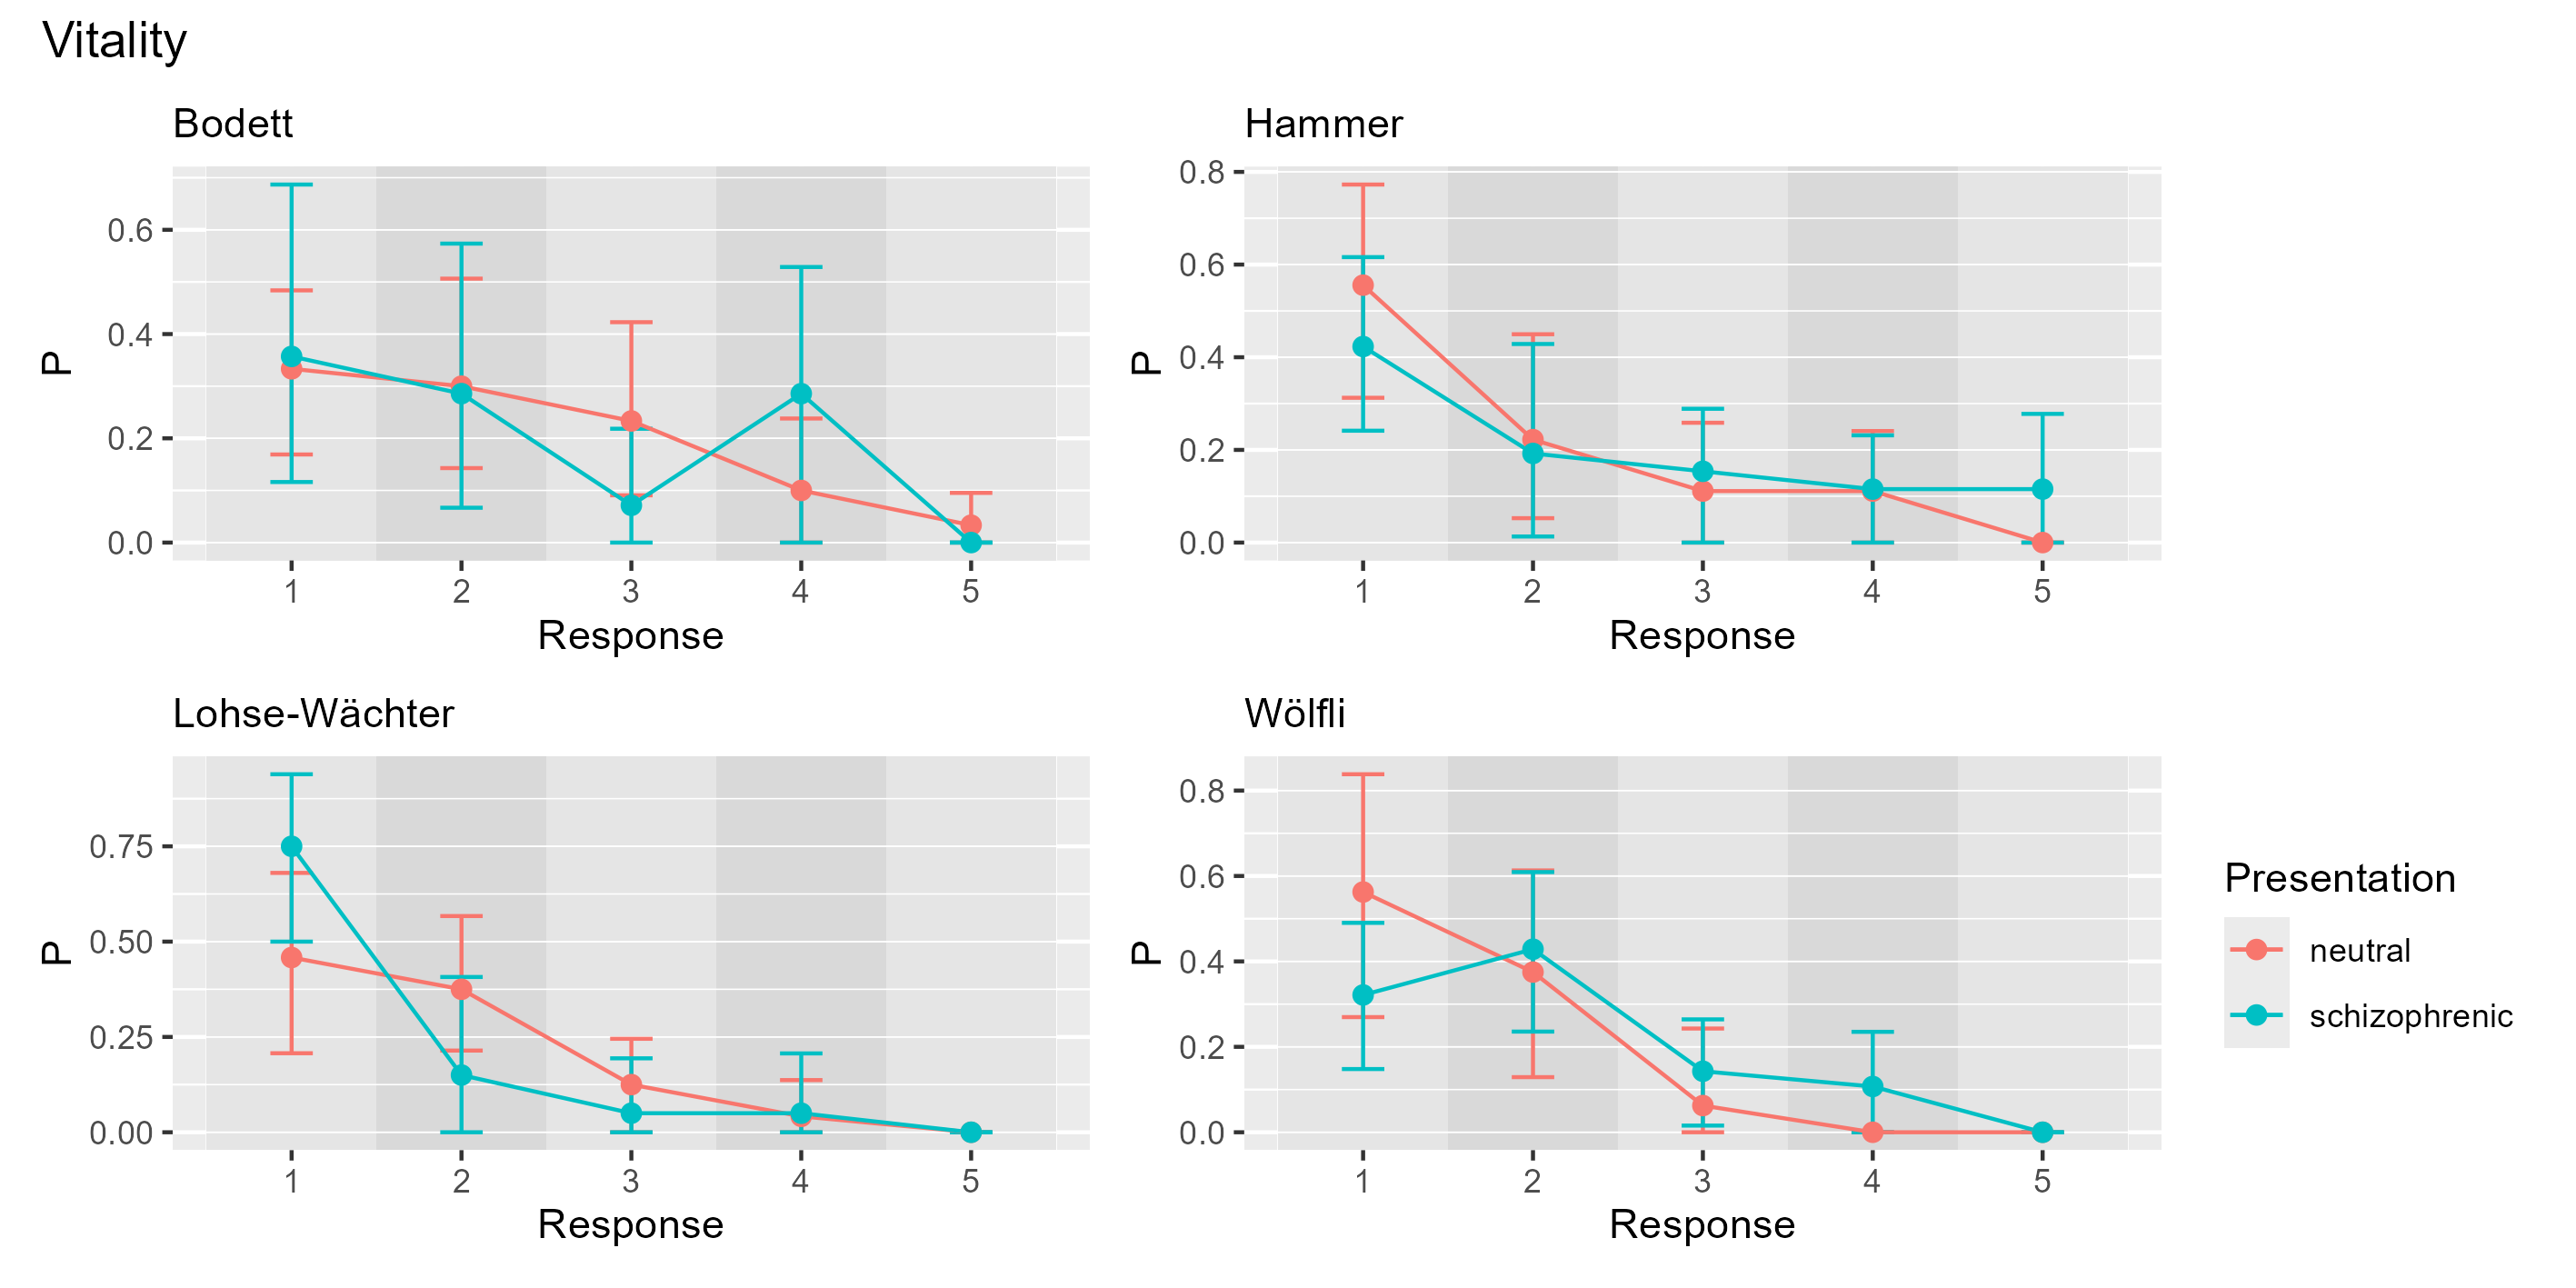 Vitality
Bodett
P
0.6
0.4
0.2
0.0
1 2 3 4 5
Response
Hammer
P
0.8
0.6
0.4
0.2
0.0
1 2 3 4 5
Response
Lohse-Wächter
P
0.75
0.50
0.25
0.00
1 2 3 4 5
Response
Wölfli
P
0.8
0.6
0.4
0.2
0.0
1 2 3 4 5
Response
Presentation
neutral
schizophrenic